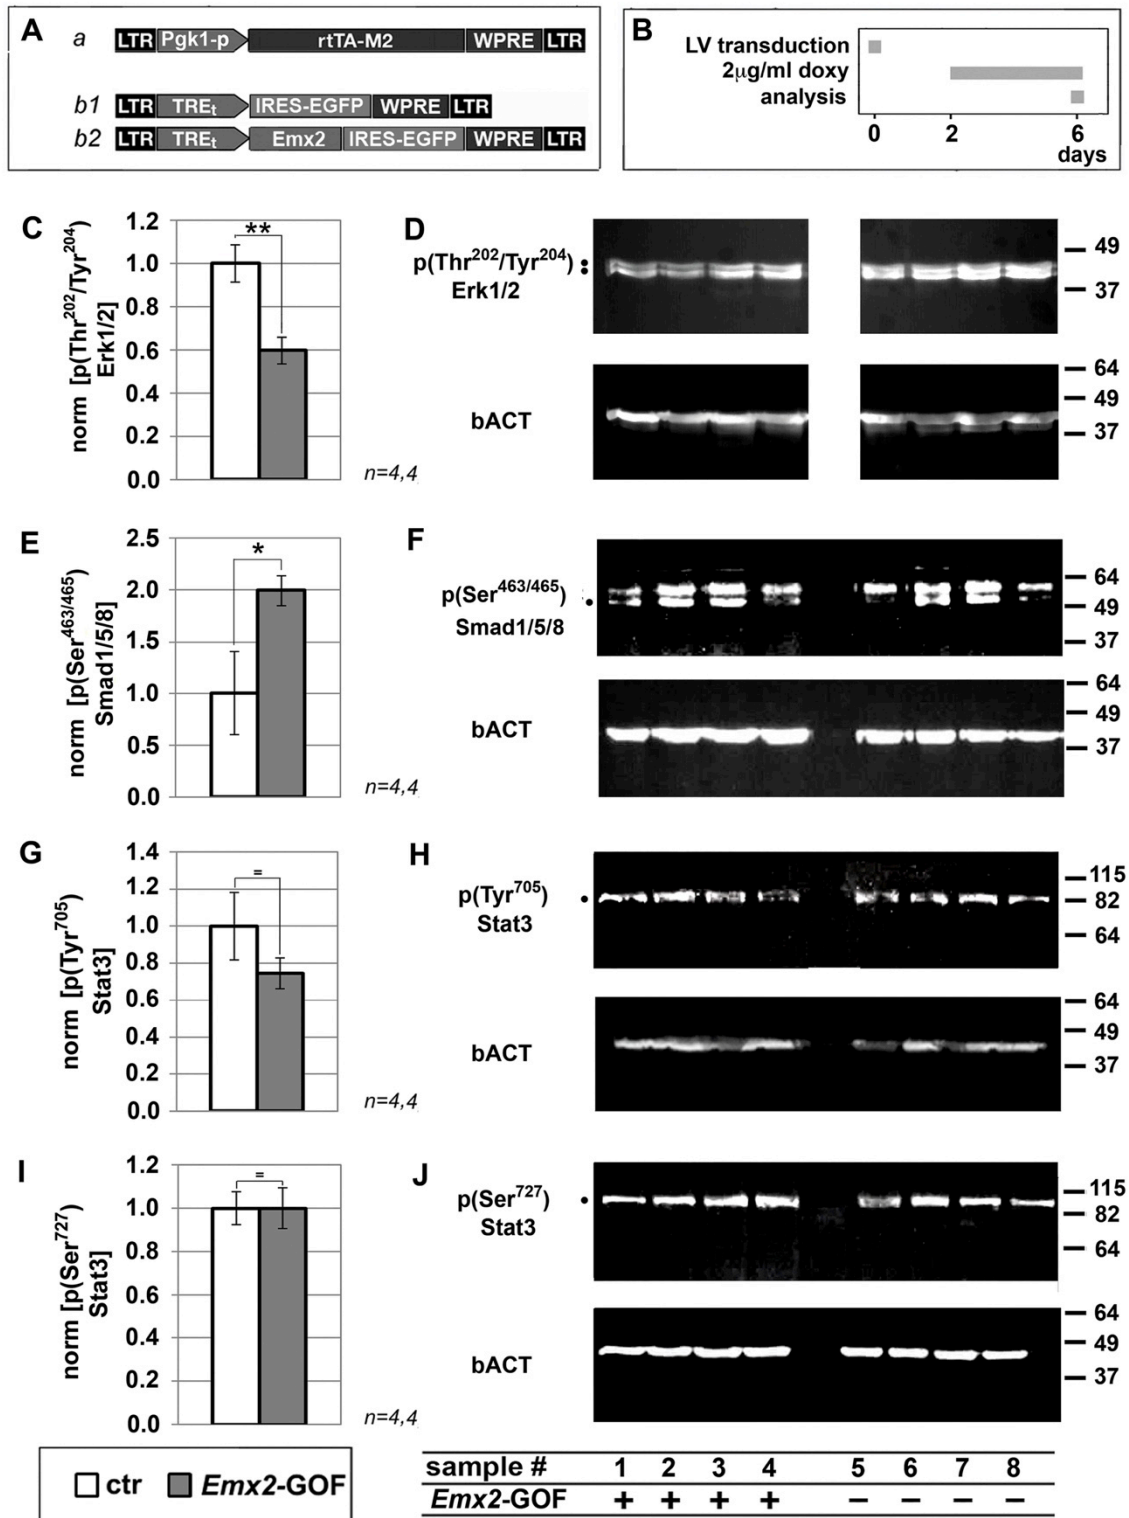 A
a LTR Pgk1-p rtTA-M2 WPRE LTR
b1 LTR TREt IRES-EGFP WPRE LTR
b2 LTR TREt Emx2 IRES-EGFP WPRE LTR
B
LV transduction
2µg/ml doxy
analysis
0 2 6
days
C
norm [p(Thr202/Tyr204)
Erk1/2]
1.2
1.0
0.8
0.6
0.4
0.2
0.0
**
n=4,4
D
p(Thr202/Tyr204)
Erk1/2
49
37
bACT
64
49
37
E
norm [p(Ser463/465)
Smad1/5/8]
2.5
2.0
1.5
1.0
0.5
0.0
*
n=4,4
F
p(Ser463/465)
Smad1/5/8
64
49
37
bACT
64
49
37
G
norm [p(Tyr705)
Stat3]
1.4
1.2
1.0
0.8
0.6
0.4
0.2
0.0
=
n=4,4
H
p(Tyr705)
Stat3
115
82
64
bACT
64
49
37
I
norm [p(Ser727)
Stat3]
1.2
1.0
0.8
0.6
0.4
0.2
0.0
=
n=4,4
J
p(Ser727)
Stat3
115
82
64
bACT
64
49
37
ctr Emx2-GOF
sample # 1 2 3 4 5 6 7 8
Emx2-GOF + + + + − − − −